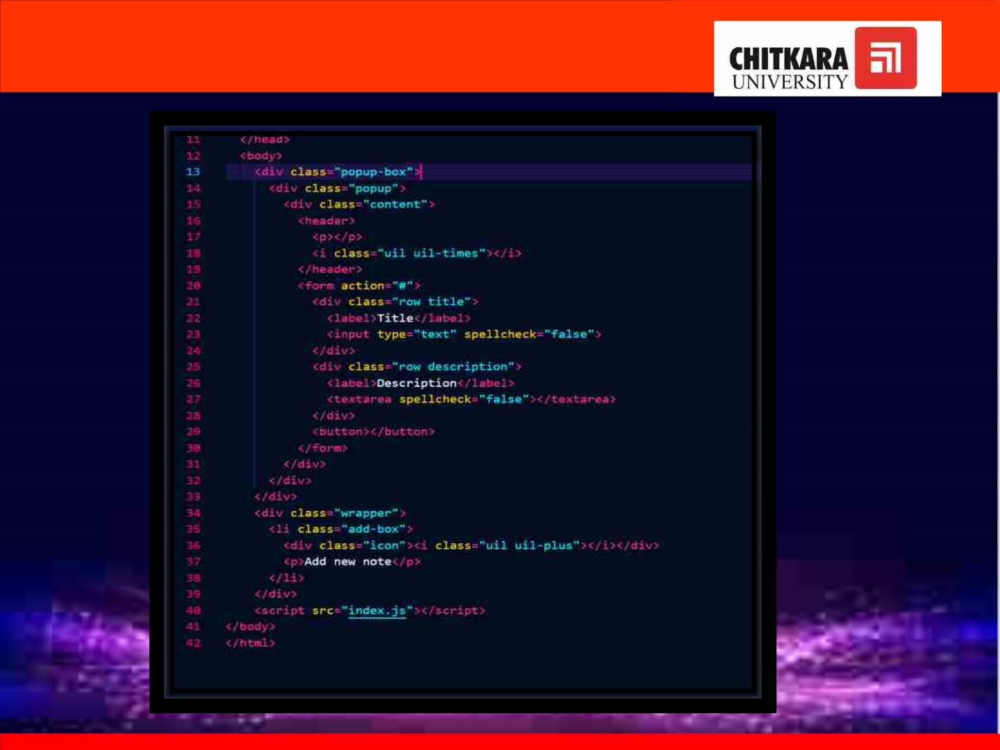 CHITKARA
UNIVERSITY
11 </head>
12 <body>
13 <div class="popup-box">
14 <div class="popup">
15 <div class="content">
16 <header>
17 <p></p>
18 <i class="uil uil-times"></i>
19 </header>
20 <form action="#">
21 <div class="row title">
22 <label>Title</label>
23 <input type="text" spellcheck="false">
24 </div>
25 <div class="row description">
26 <label>Description</label>
27 <textarea spellcheck="false"></textarea>
28 </div>
29 <button></button>
30 </form>
31 </div>
32 </div>
33 </div>
34 <div class="wrapper">
35 <li class="add-box">
36 <div class="icon"><i class="uil uil-plus"></i></div>
37 <p>Add new note</p>
38 </li>
39 </div>
40 <script src="index.js"></script>
41 </body>
42 </html>